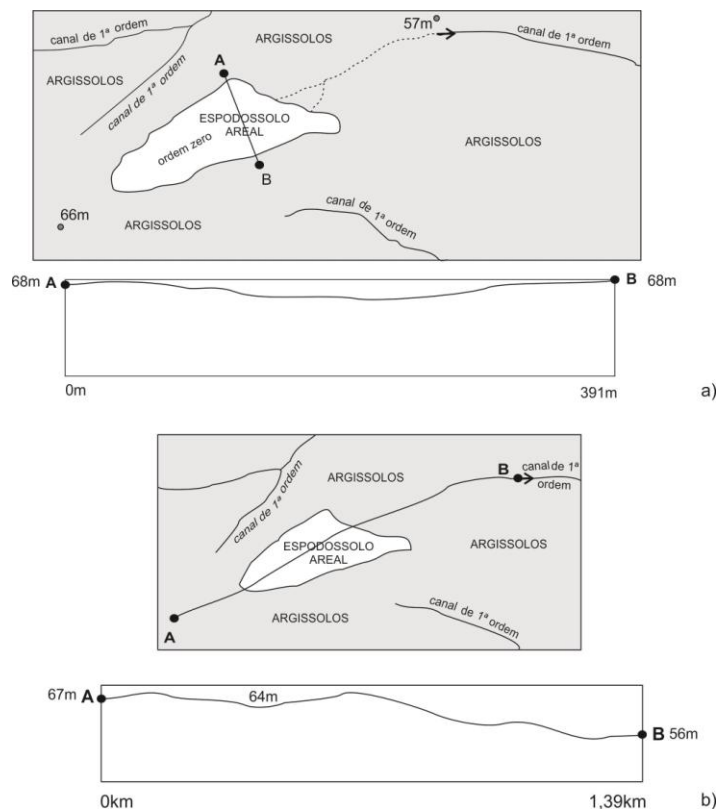 canal de 1ª ordem
ARGISSOLOS
57m
canal de 1ª
ordem
ARGISSOLOS
canal de 1ª ordem
A
ESPODOSSOLO
AREAL
ordem zero
ARGISSOLOS
B
66m
ARGISSOLOS
canal de 1ª
ordem
68m A
B 68m
0m
391m
a)
ARGISSOLOS
B
canal de 1ª
ordem
canal de 1ª ordem
ESPODOSSOLO
AREAL
ARGISSOLOS
ARGISSOLOS
A
canal de 1ª
ordem
67m A
64m
B 56m
0km
1,39km
b)